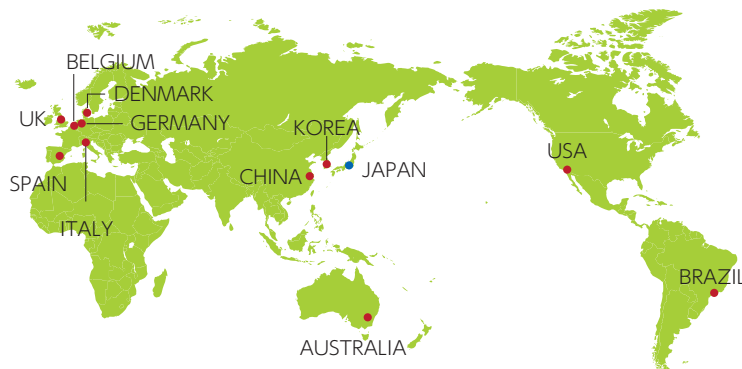 BELGIUM
DENMARK
UK
GERMANY
KOREA
USA
JAPAN
CHINA
SPAIN
ITALY
BRAZIL
AUSTRALIA